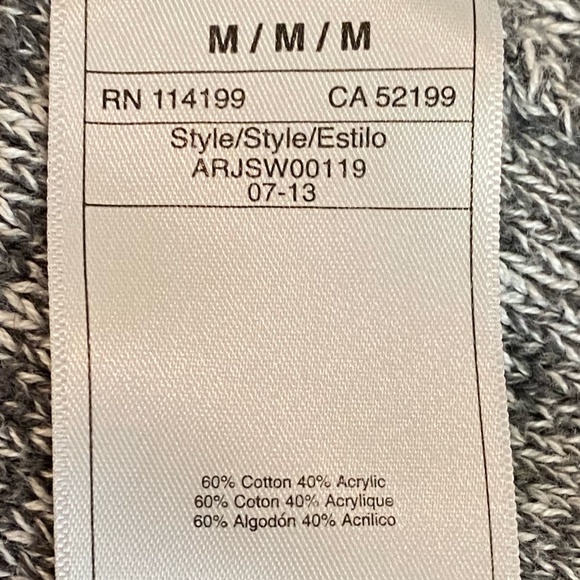 M / M / M
RN 114199 CA 52199
Style/Style/Estilo
ARJSW00119
07-13
60% Cotton 40% Acrylic
60% Coton 40% Acrylique
60% Algodón 40% Acrilico